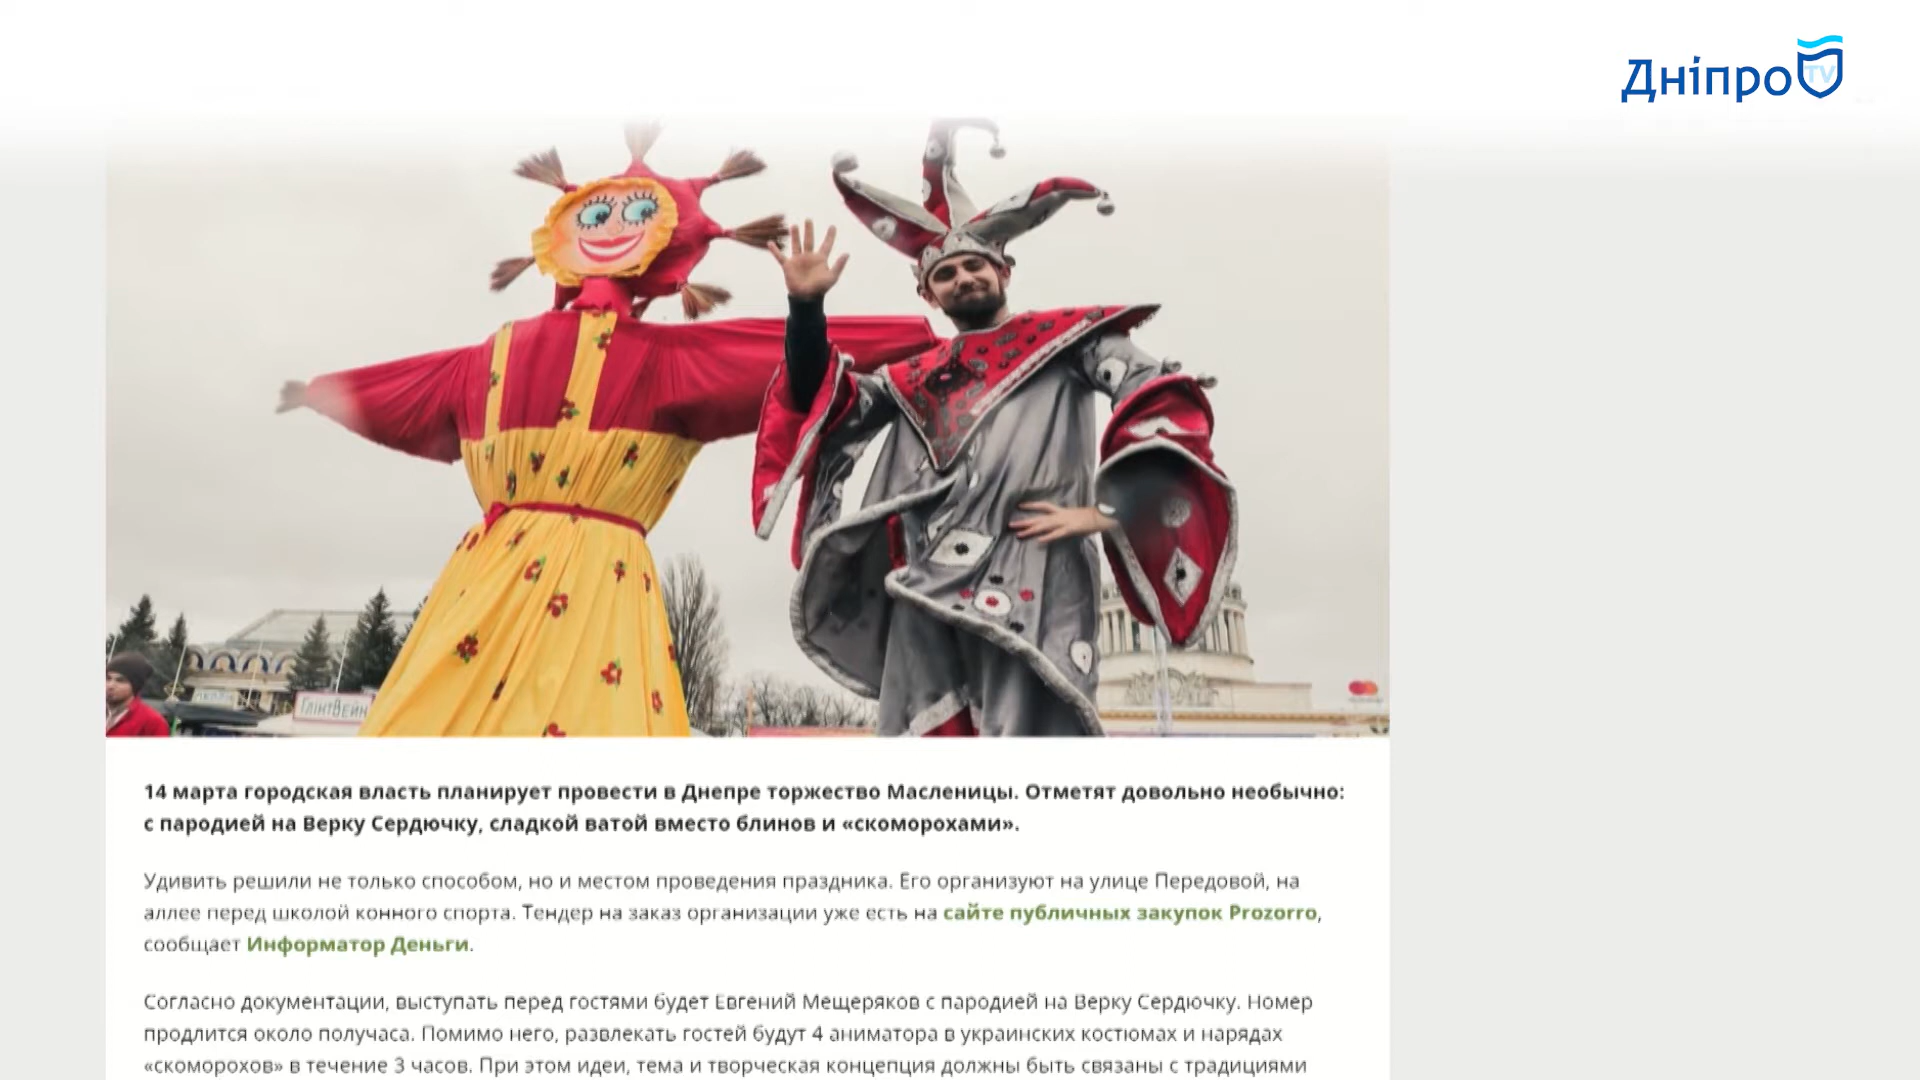 Дніпро TV
ГЛІНТВЕЙН
14 марта городская власть планирует провести в Днепре торжество Масленицы. Отметят довольно необычно:
с пародией на Верку Сердючку, сладкой ватой вместо блинов и «скоморохами».
Удивить решили не только способом, но и местом проведения праздника. Его организуют на улице Передовой, на
аллее перед школой конного спорта. Тендер на заказ организации уже есть на сайте публичных закупок Prozorro,
сообщает Информатор Деньги.
Согласно документации, выступать перед гостями будет Евгений Мещеряков с пародией на Верку Сердючку. Номер
продлится около получаса. Помимо него, развлекать гостей будут 4 аниматора в украинских костюмах и нарядах
«скоморохов» в течение 3 часов. При этом идеи, тема и творческая концепция должны быть связаны с традициями